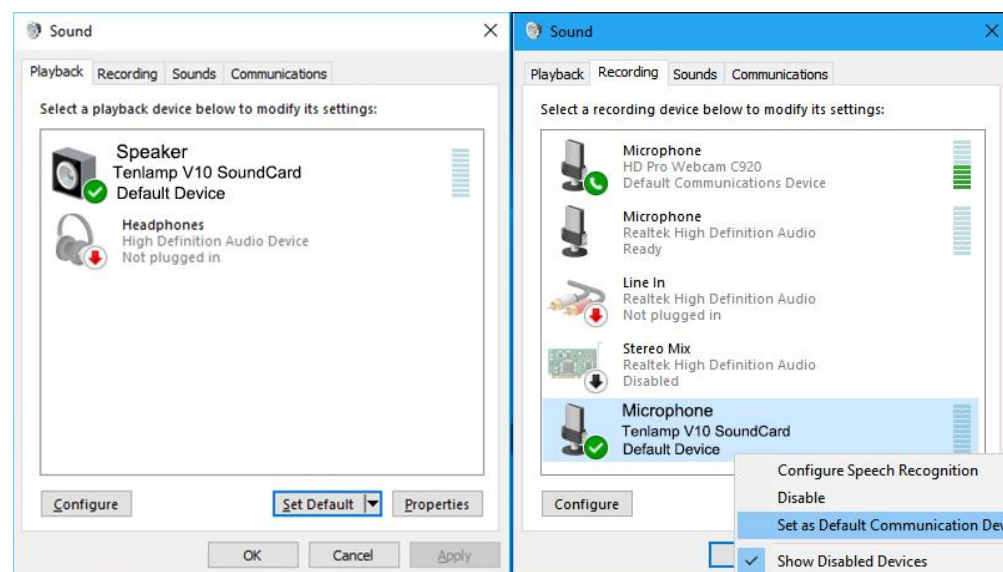 Sound
Playback Recording Sounds Communications
Select a playback device below to modify its settings:
Speaker
Tenlamp V10 SoundCard
Default Device
Headphones
High Definition Audio Device
Not plugged in
Configure Set Default Properties
OK Cancel Apply
Sound
Playback Recording Sounds Communications
Select a recording device below to modify its settings:
Microphone
HD Pro Webcam C920
Default Communications Device
Microphone
Realtek High Definition Audio
Ready
Line In
Realtek High Definition Audio
Not plugged in
Stereo Mix
Realtek High Definition Audio
Disabled
Microphone
Tenlamp V10 SoundCard
Default Device
Configure
Configure Speech Recognition
Disable
Set as Default Communication Dev
Show Disabled Devices